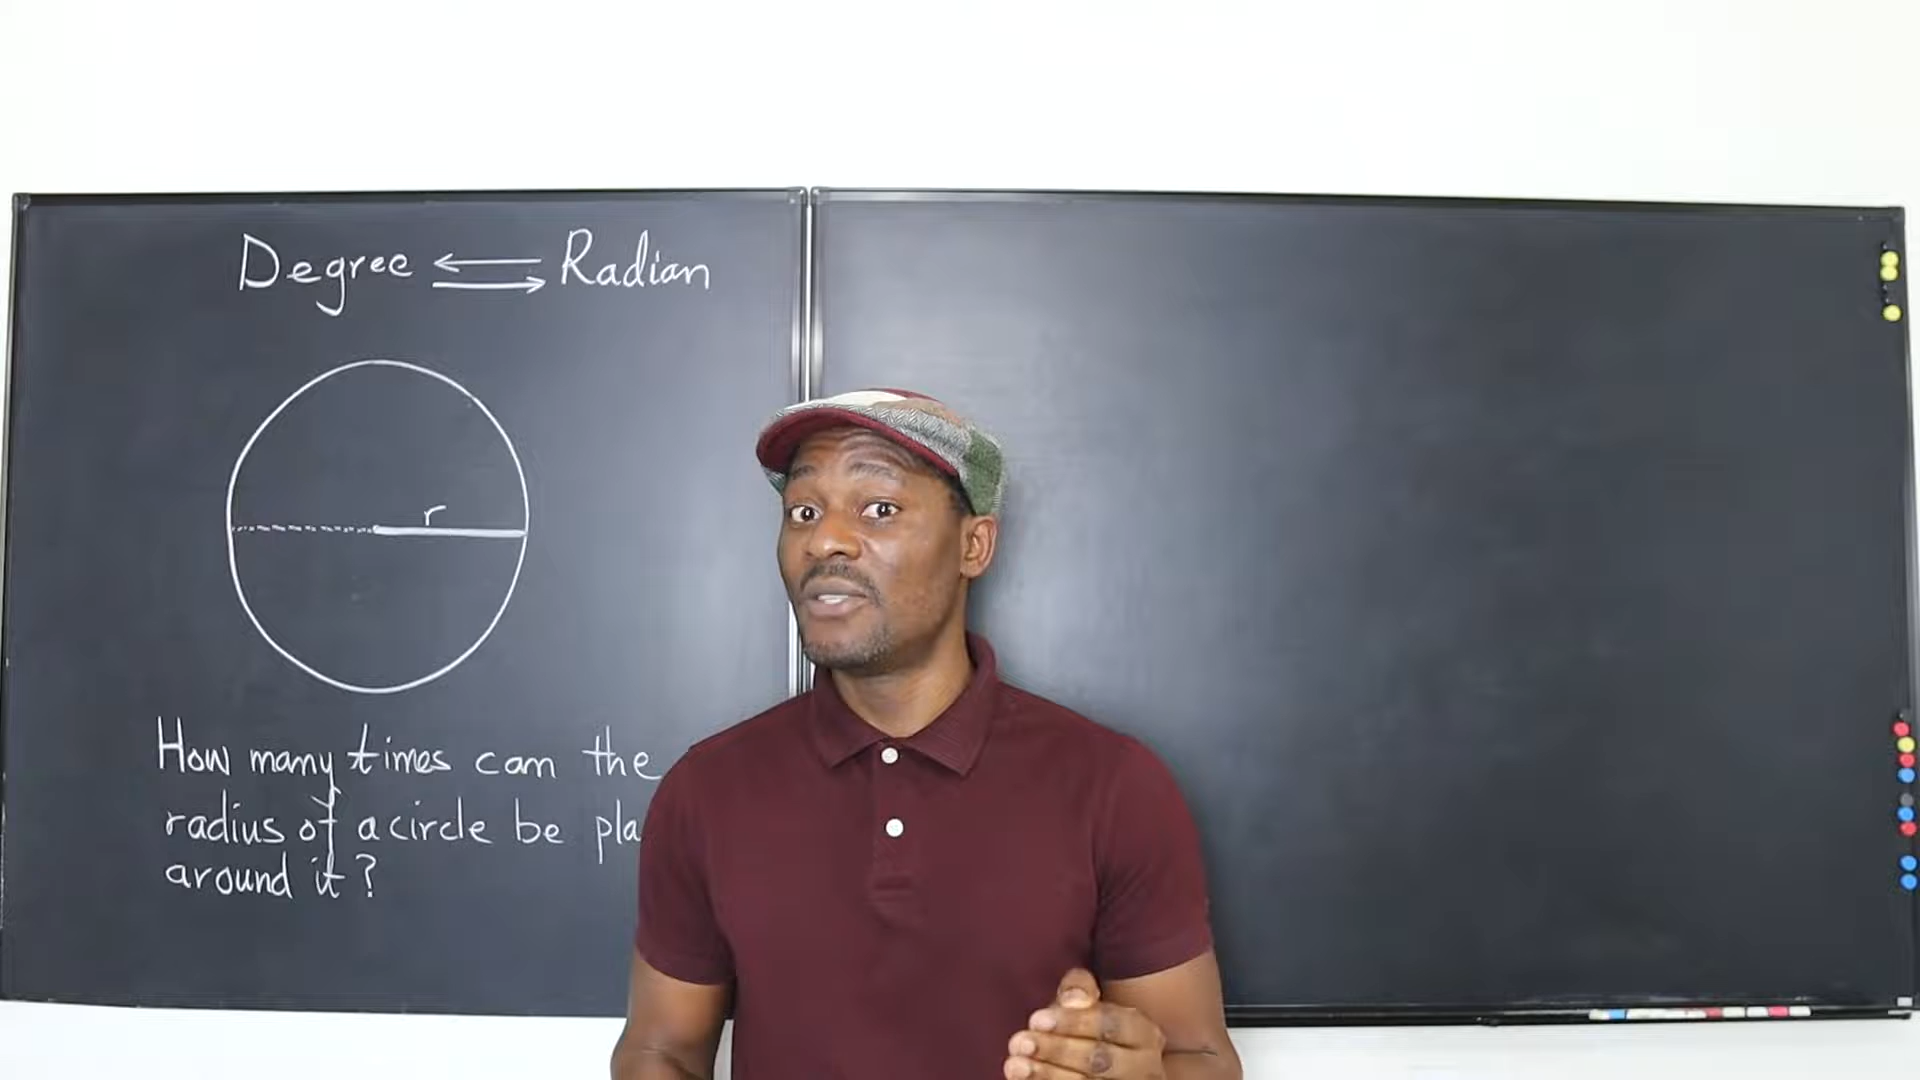 Degree ⇄ Radian
r
How many times can the
radius of a circle be
around it?